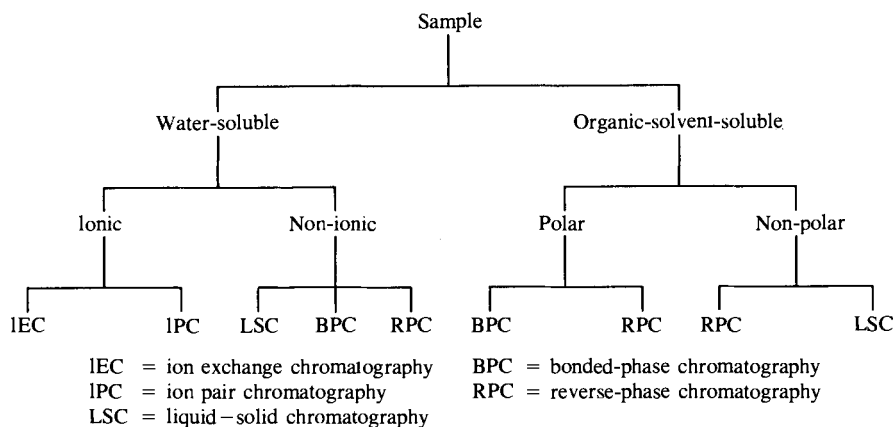 Sample
Water-soluble Organic-solvent-soluble
Ionic Non-ionic Polar Non-polar
IEC IPC LSC BPC RPC BPC RPC RPC LSC
IEC = ion exchange chromatography BPC = bonded-phase chromatography
IPC = ion pair chromatography RPC = reverse-phase chromatography
LSC = liquid–solid chromatography